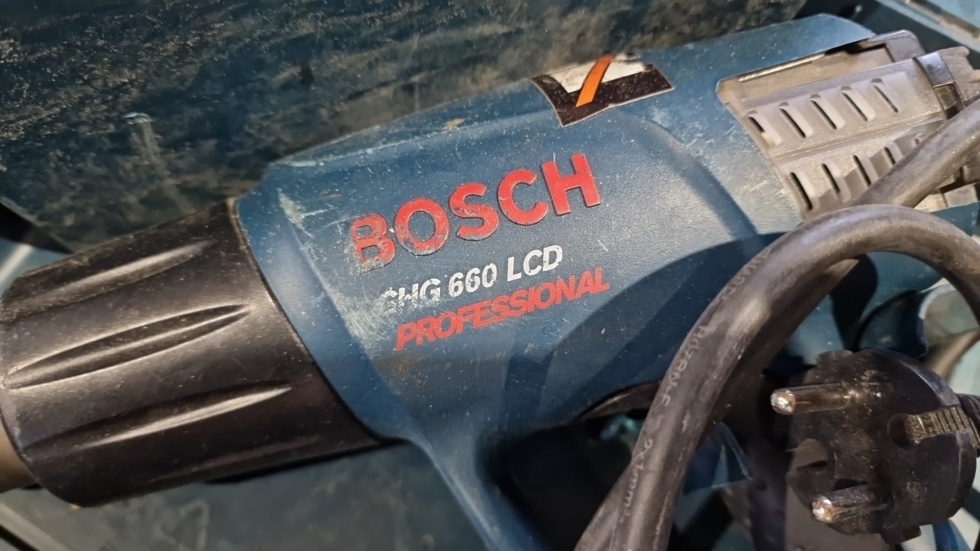 BOSCH
GHG 660 LCD
PROFESSIONAL